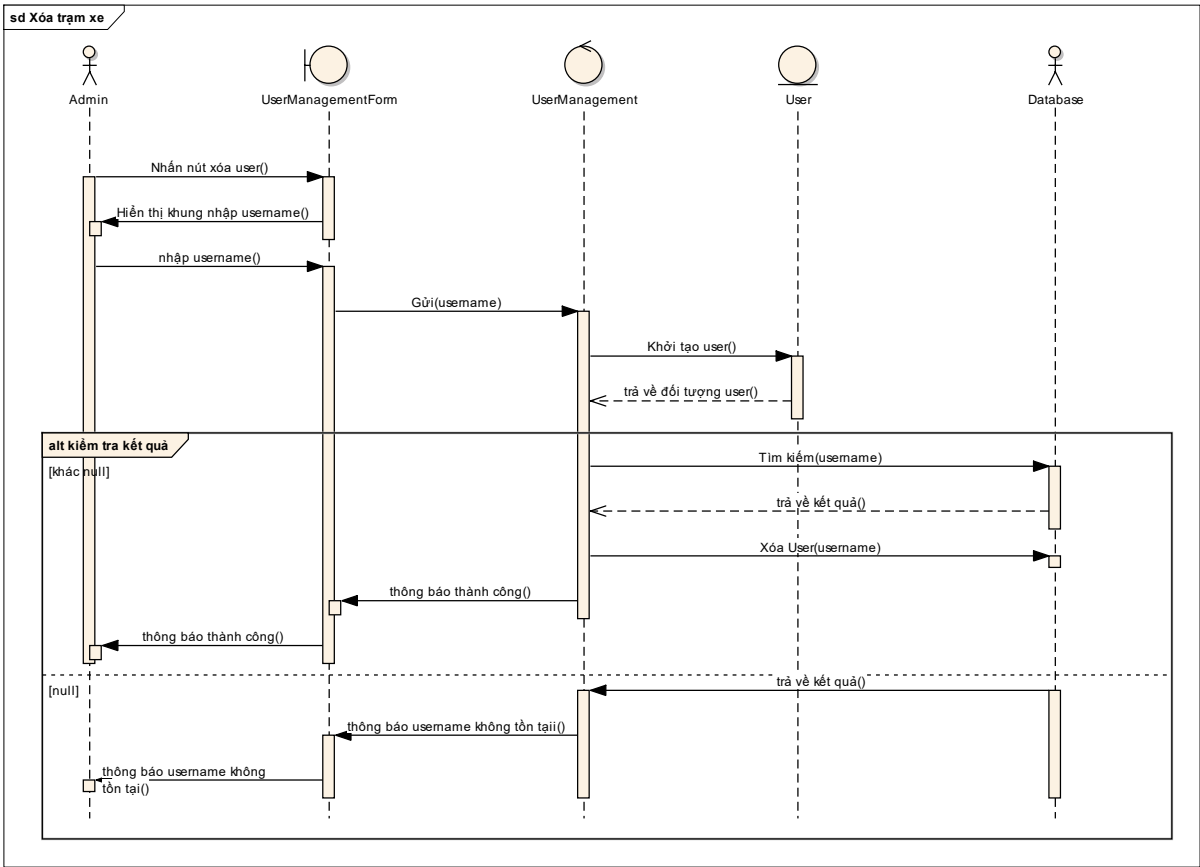 sd Xóa trạm xe
Admin
UserManagementForm
UserManagement
User
Database
Nhấn nút xóa user()
Hiển thị khung nhập username()
nhập username()
Gửi(username)
Khởi tạo user()
trả về đối tượng user()
alt kiểm tra kết quả
[khác null]
Tìm kiếm(username)
trả về kết quả()
Xóa User(username)
thông báo thành công()
thông báo thành công()
[null]
trả về kết quả()
thông báo username không tồn tạii()
thông báo username không
tồn tại()